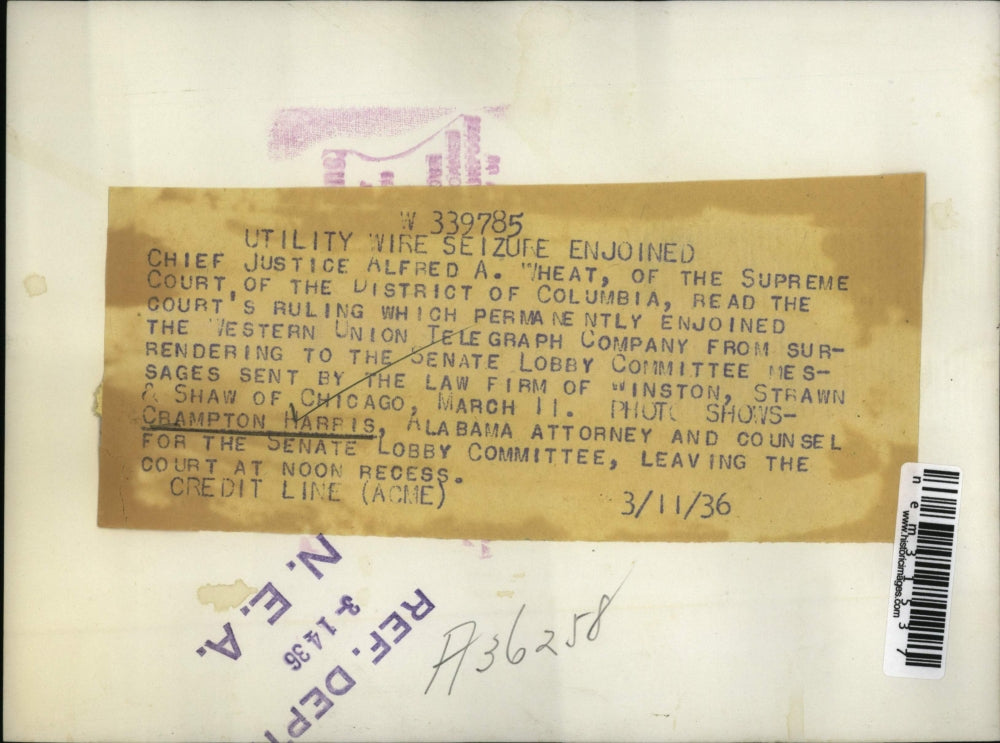 W 339785
UTILITY WIRE SEIZURE ENJOINED
CHIEF JUSTICE ALFRED A. WHEAT, OF THE SUPREME
COURT OF THE DISTRICT OF COLUMBIA, READ THE
COURT'S RULING WHICH PERMANENTLY ENJOINED
THE WESTERN UNION TELEGRAPH COMPANY FROM SUR-
RENDERING TO THE SENATE LOBBY COMMITTEE MES-
SAGES SENT BY THE LAW FIRM OF WINSTON, STRAWN
& SHAW OF CHICAGO, MARCH 11. PHOTO SHOWS-
CRAMPTON HARRIS, ALABAMA ATTORNEY AND COUNSEL
FOR THE SENATE LOBBY COMMITTEE, LEAVING THE
COURT AT NOON RECESS.
CREDIT LINE (ACME) 3/11/36
N. E. A.
3-1436
REF. DEPT
A36258
nem31537
www.historicimages.com